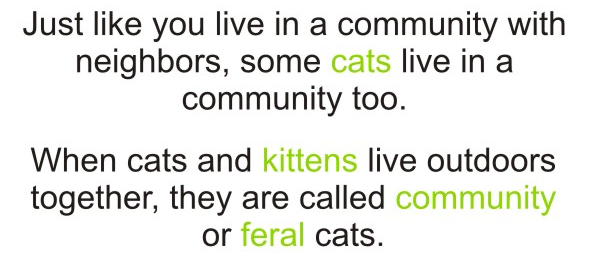 Just like you live in a community with
neighbors, some cats live in a
community too.
When cats and kittens live outdoors
together, they are called community
or feral cats.